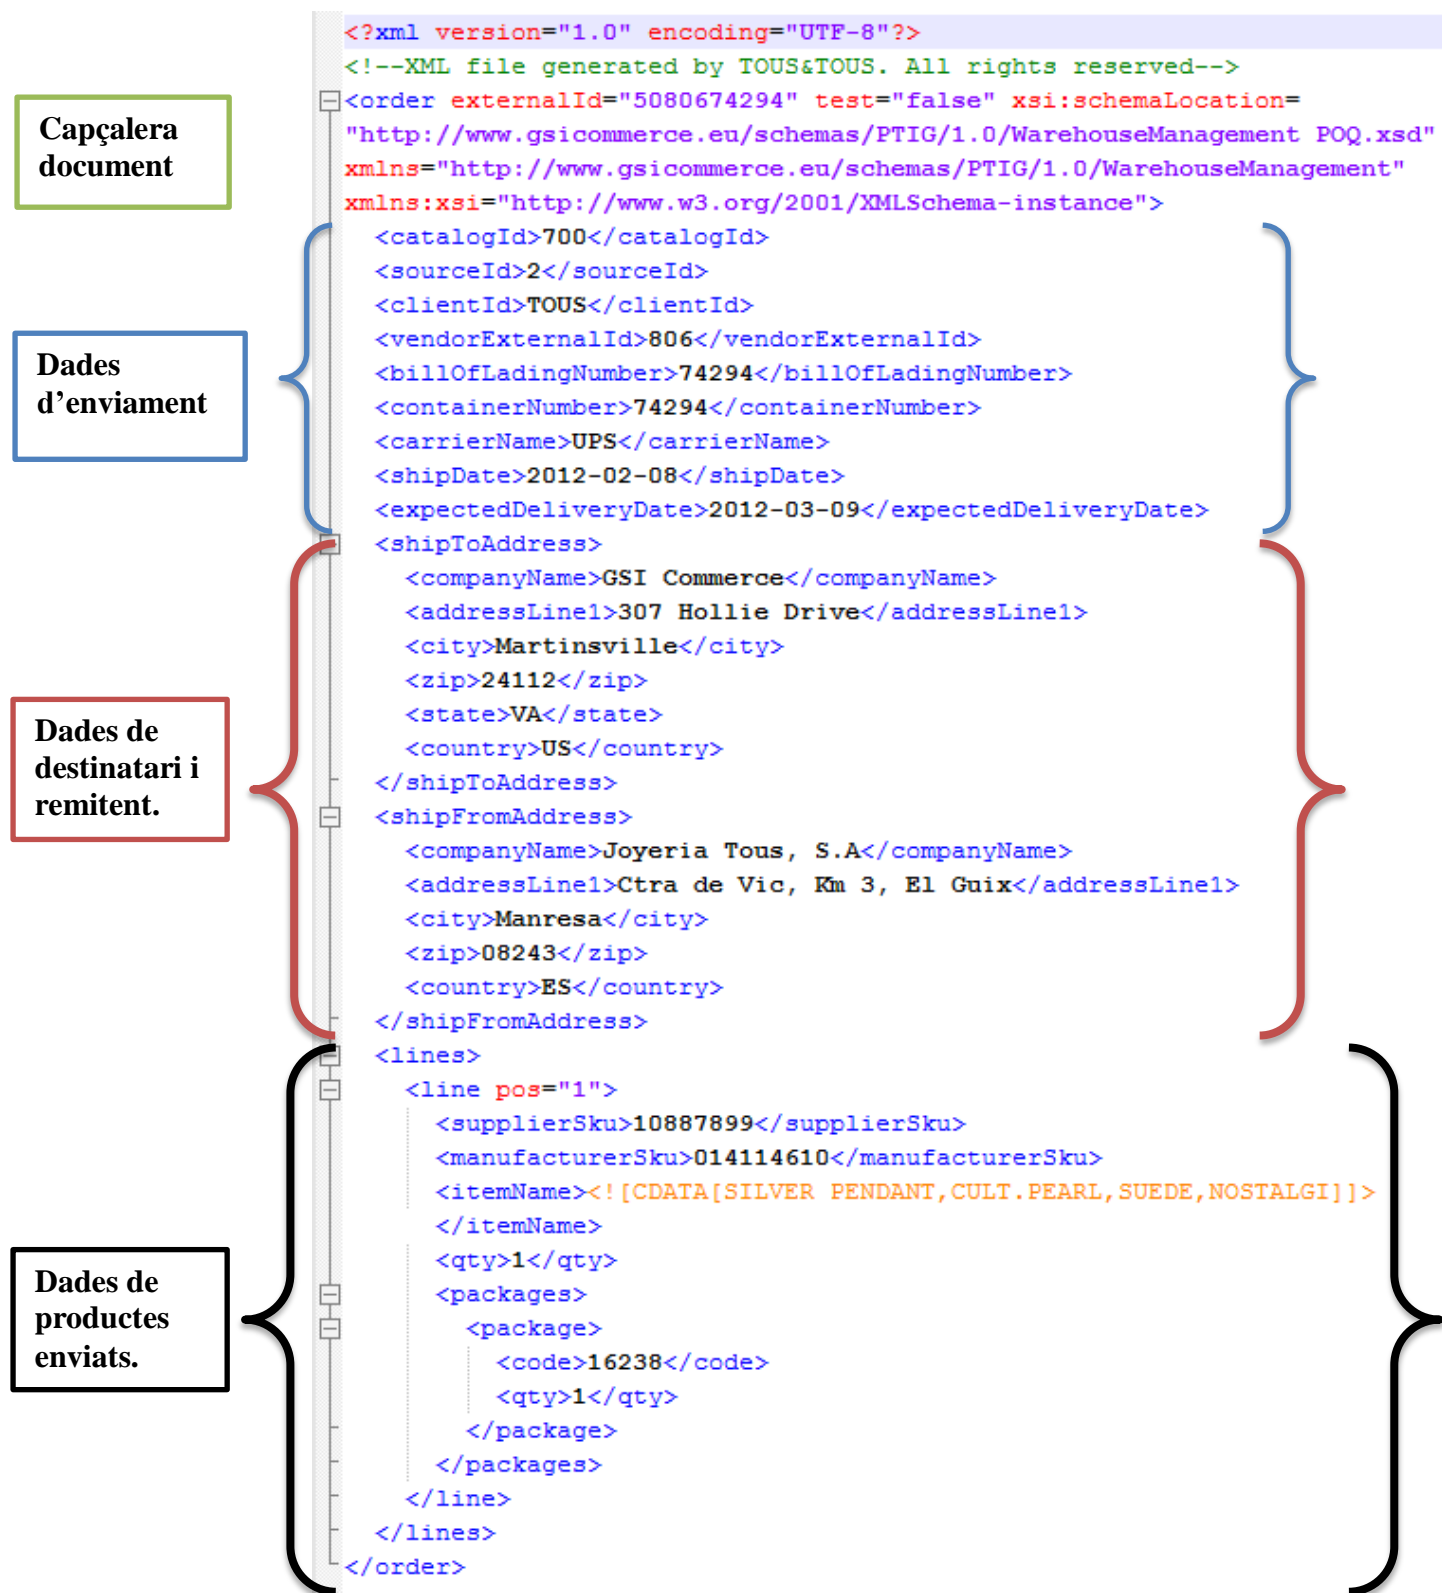 <?xml version="1.0" encoding="UTF-8"?>
<!--XML file generated by TOUS&TOUS. All rights reserved-->
<order externalId="5080674294" test="false" xsi:schemaLocation=
"http://www.gsicommerce.eu/schemas/PTIG/1.0/WarehouseManagement POQ.xsd"
xmlns="http://www.gsicommerce.eu/schemas/PTIG/1.0/WarehouseManagement"
xmlns:xsi="http://www.w3.org/2001/XMLSchema-instance">
Capçalera
document
<catalogId>700</catalogId>
<sourceId>2</sourceId>
<clientId>TOUS</clientId>
<vendorExternalId>806</vendorExternalId>
<billOfLadingNumber>74294</billOfLadingNumber>
<containerNumber>74294</containerNumber>
<carrierName>UPS</carrierName>
<shipDate>2012-02-08</shipDate>
<expectedDeliveryDate>2012-03-09</expectedDeliveryDate>
Dades
d’enviament
<shipToAddress>
<companyName>GSI Commerce</companyName>
<addressLine1>307 Hollie Drive</addressLine1>
<city>Martinsville</city>
<zip>24112</zip>
<state>VA</state>
<country>US</country>
</shipToAddress>
<shipFromAddress>
<companyName>Joyeria Tous, S.A</companyName>
<addressLine1>Ctra de Vic, Km 3, El Guix</addressLine1>
<city>Manresa</city>
<zip>08243</zip>
<country>ES</country>
</shipFromAddress>
Dades de
destinatari i
remitent.
<lines>
<line pos="1">
<supplierSku>10887899</supplierSku>
<manufacturerSku>014114610</manufacturerSku>
<itemName><![CDATA[SILVER PENDANT,CULT.PEARL,SUEDE,NOSTALGI]]>
</itemName>
<qty>1</qty>
<packages>
<package>
<code>16238</code>
<qty>1</qty>
</package>
</packages>
</line>
</lines>
</order>
Dades de
productes
enviats.